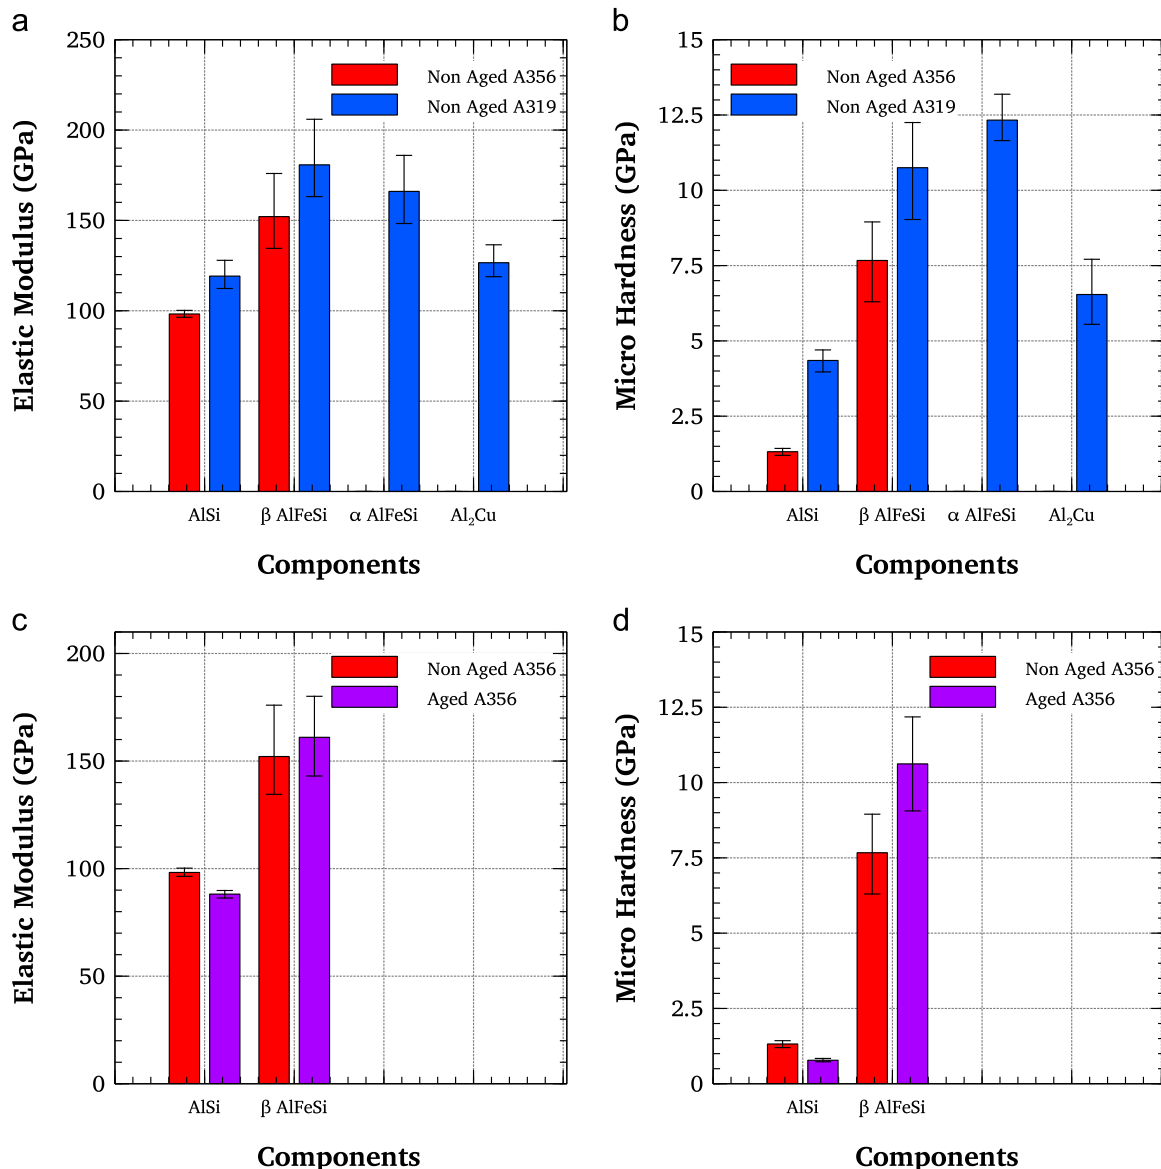 a
250
200
150
100
50
0
Elastic Modulus (GPa)
Non Aged A356
Non Aged A319
AlSi
β AlFeSi
α AlFeSi
Al₂Cu
Components
b
15
12.5
10
7.5
5
2.5
0
Micro Hardness (GPa)
Non Aged A356
Non Aged A319
AlSi
β AlFeSi
α AlFeSi
Al₂Cu
Components
c
200
150
100
50
0
Elastic Modulus (GPa)
Non Aged A356
Aged A356
AlSi
β AlFeSi
Components
d
15
12.5
10
7.5
5
2.5
0
Micro Hardness (GPa)
Non Aged A356
Aged A356
AlSi
β AlFeSi
Components